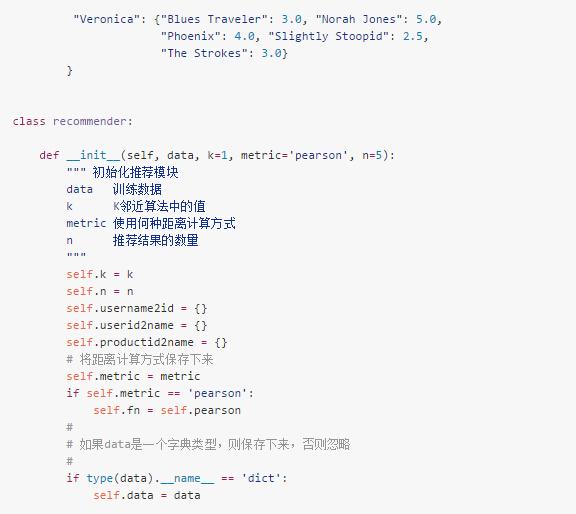 "Veronica": {"Blues Traveler": 3.0, "Norah Jones": 5.0,
"Phoenix": 4.0, "Slightly Stoopid": 2.5,
"The Strokes": 3.0}
}
class recommender:
def __init__(self, data, k=1, metric='pearson', n=5):
""" 初始化推荐模块
data 训练数据
k K邻近算法中的值
metric 使用何种距离计算方式
n 推荐结果的数量
"""
self.k = k
self.n = n
self.username2id = {}
self.userid2name = {}
self.productid2name = {}
# 将距离计算方式保存下来
self.metric = metric
if self.metric == 'pearson':
self.fn = self.pearson
#
# 如果data是一个字典类型，则保存下来，否则忽略
#
if type(data).__name__ == 'dict':
self.data = data